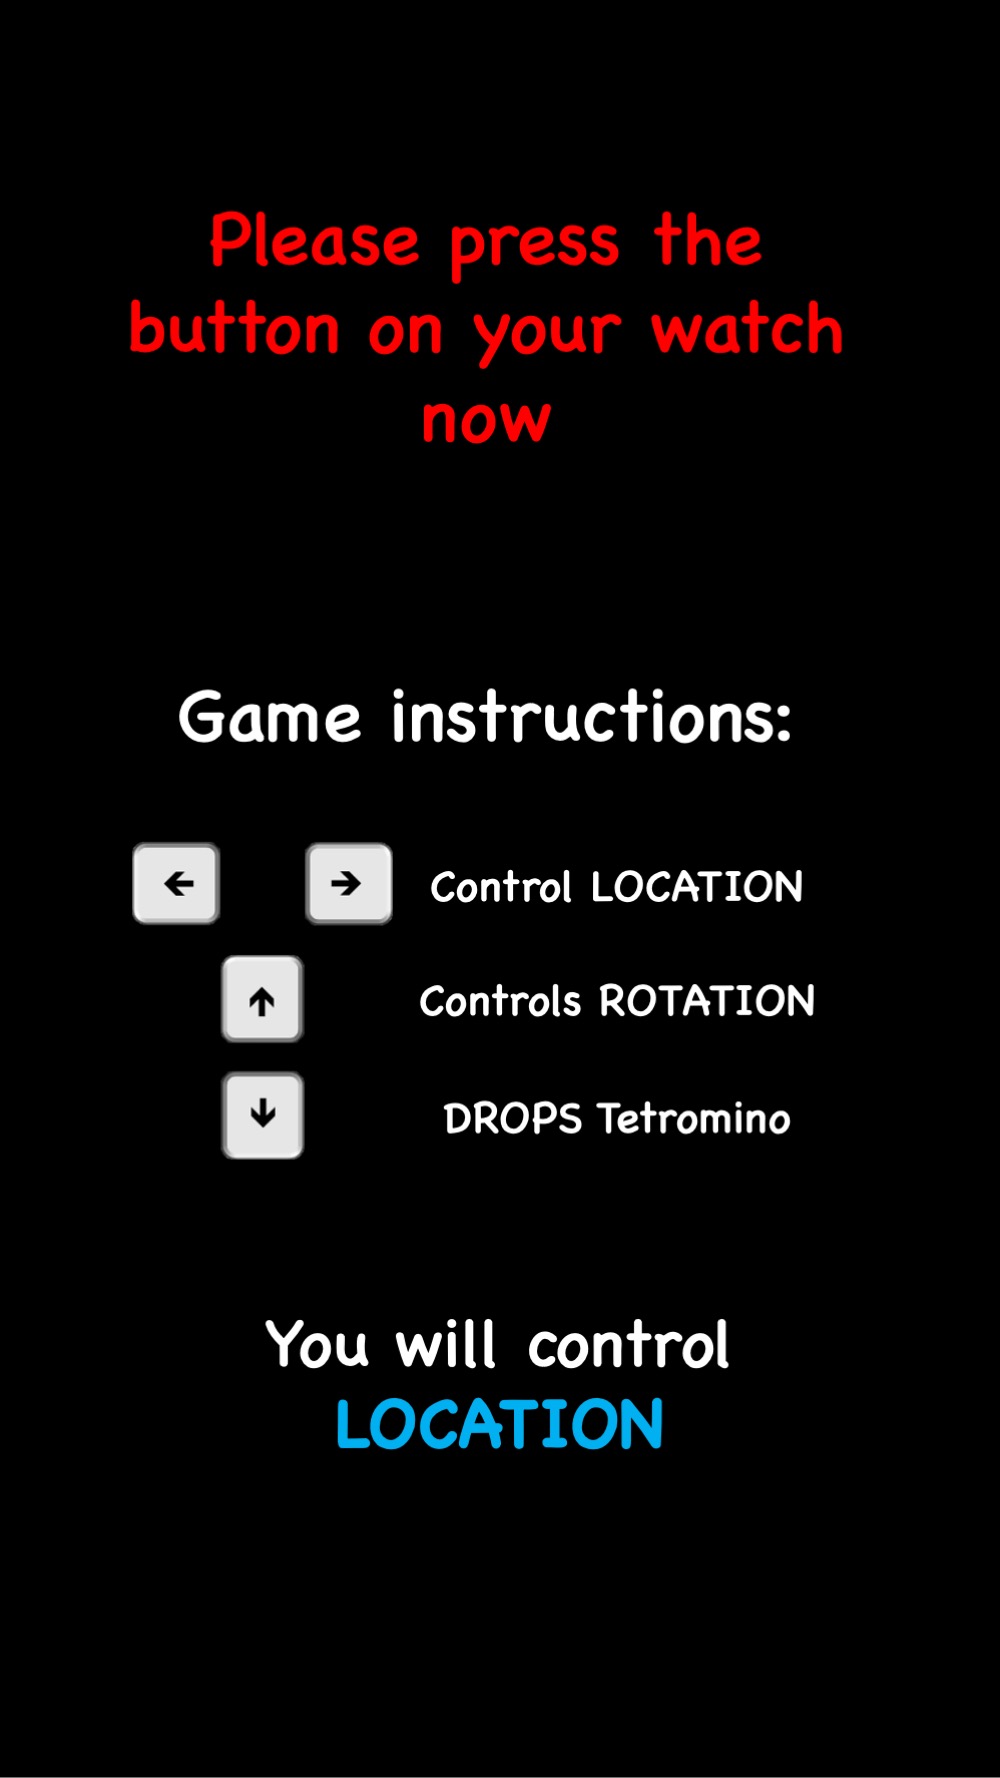 Please press the
button on your watch
now
Game instructions:
← → Control LOCATION
↑ Controls ROTATION
↓ DROPS Tetromino
You will control
LOCATION